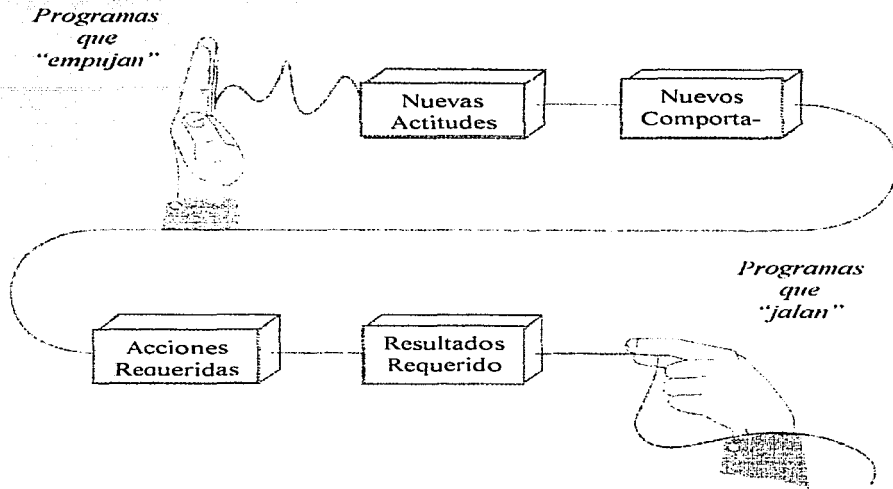 Programas
que
“empujan”
Nuevas
Actitudes
Nuevos
Comporta-
Programas
que
“jalan”
Acciones
Requeridas
Resultados
Requerido